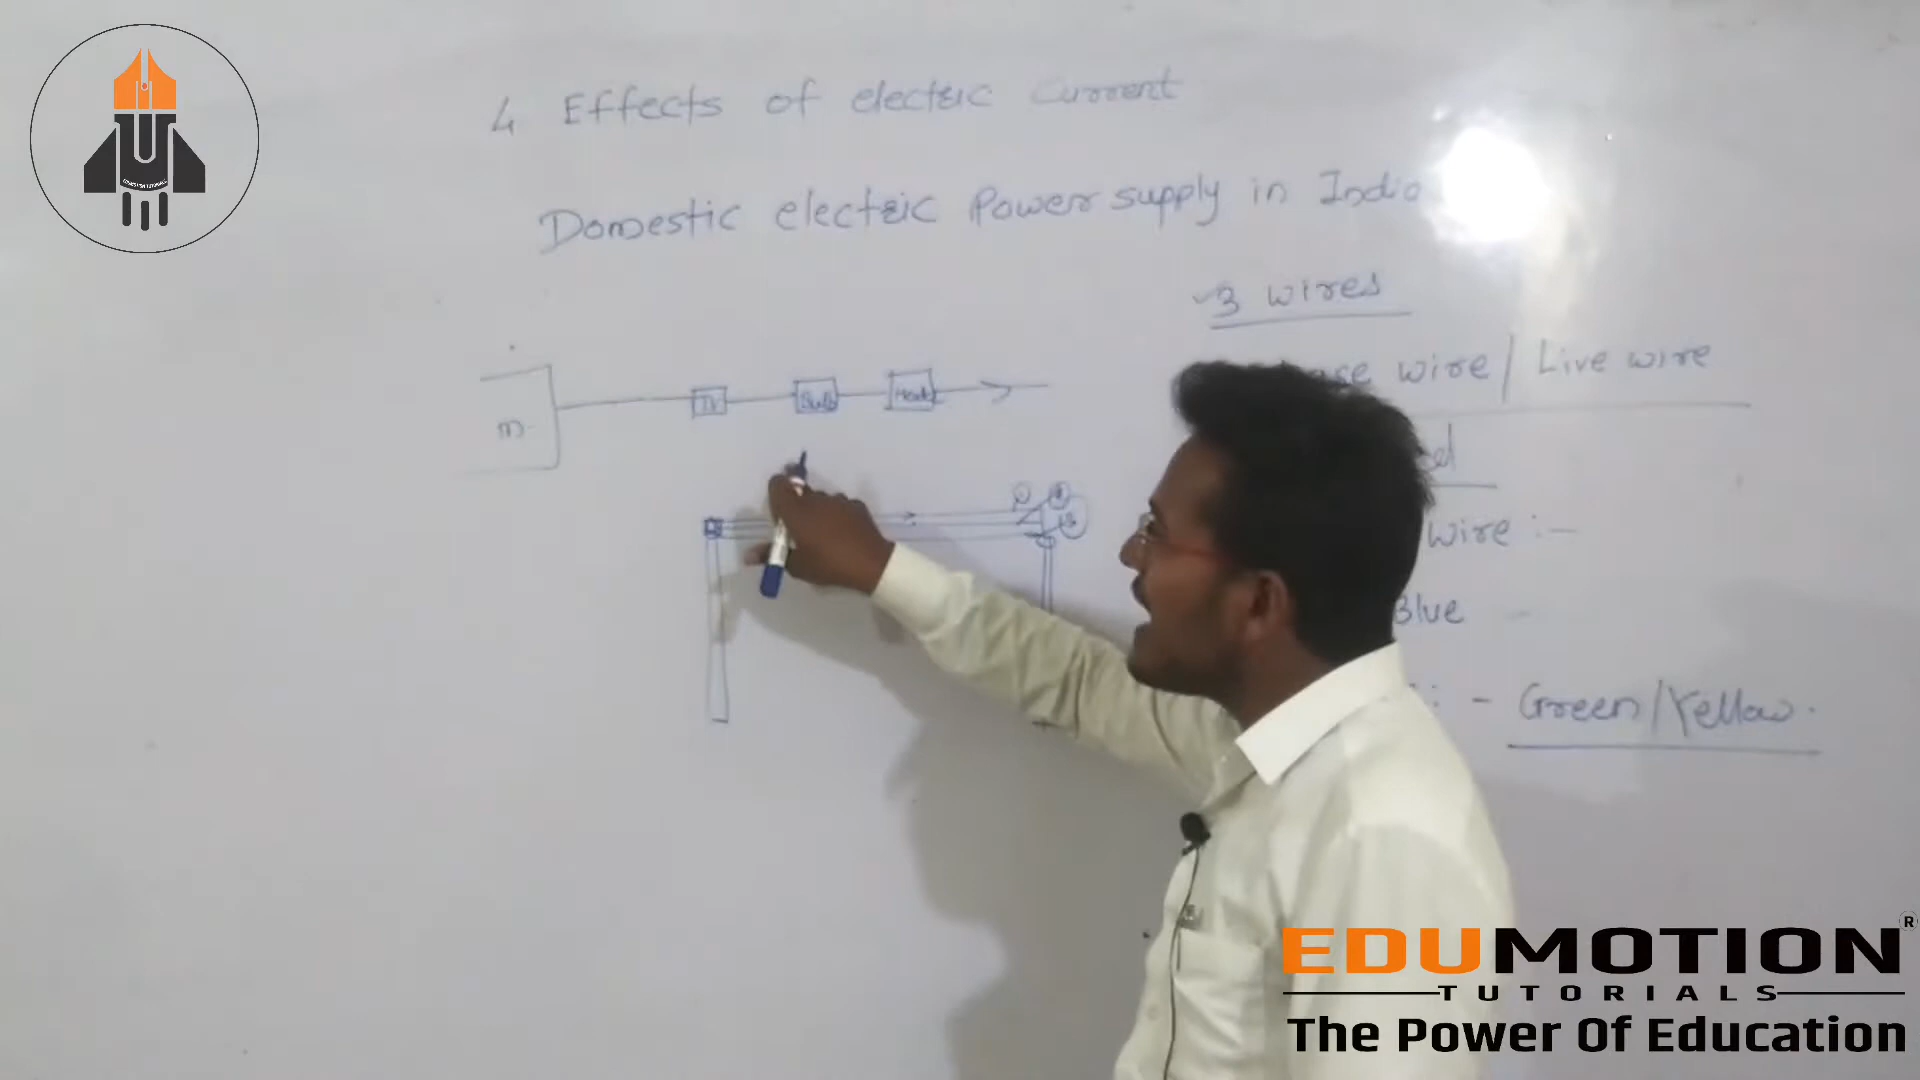 4 Effects of electric Current
Domestic electric Power supply in India
3 wires
wire / Live wire
m
TV
Bulb
wire :-
Blue
: - Green/Yellow.
EDUMOTION
®
TUTORIALS
The Power Of Education